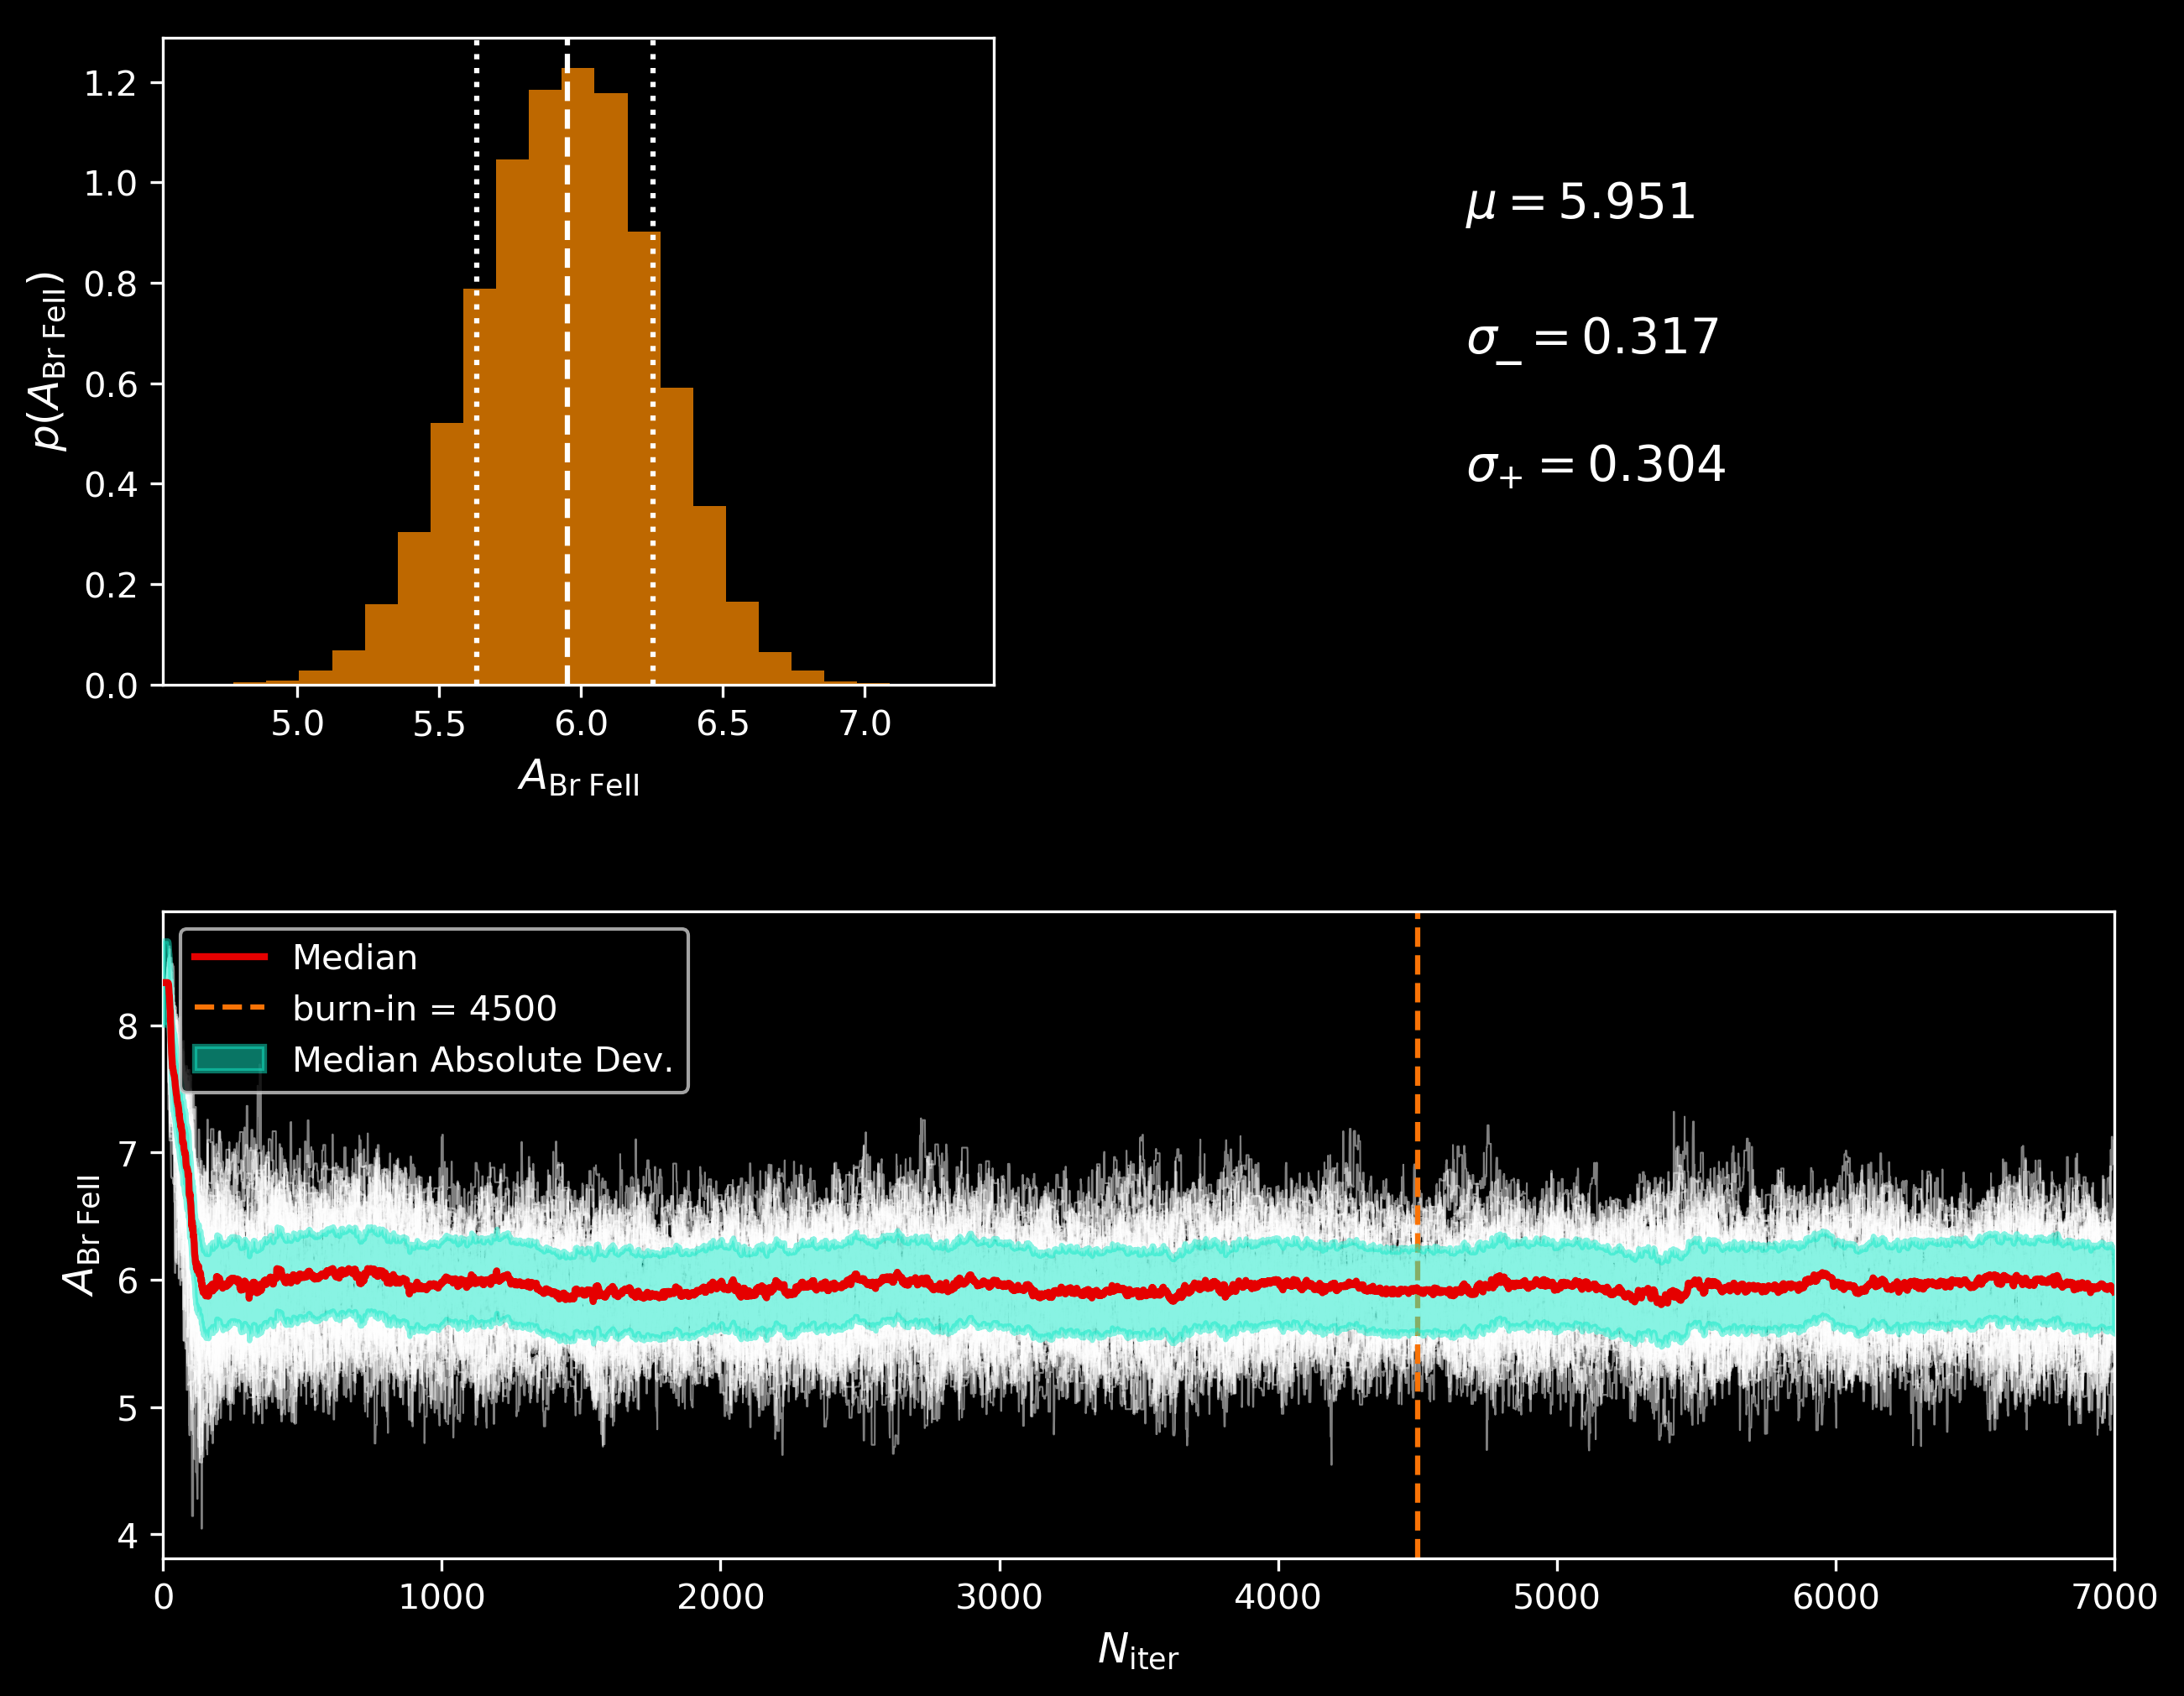 1.2
1.0
0.8
0.6
0.4
0.2
0.0
p(A_Br FeII)
5.0 5.5 6.0 6.5 7.0
A_Br FeII
μ = 5.951
σ_− = 0.317
σ_+ = 0.304
Median
burn-in = 4500
Median Absolute Dev.
8
7
6
5
4
A_Br FeII
0 1000 2000 3000 4000 5000 6000 7000
N_iter